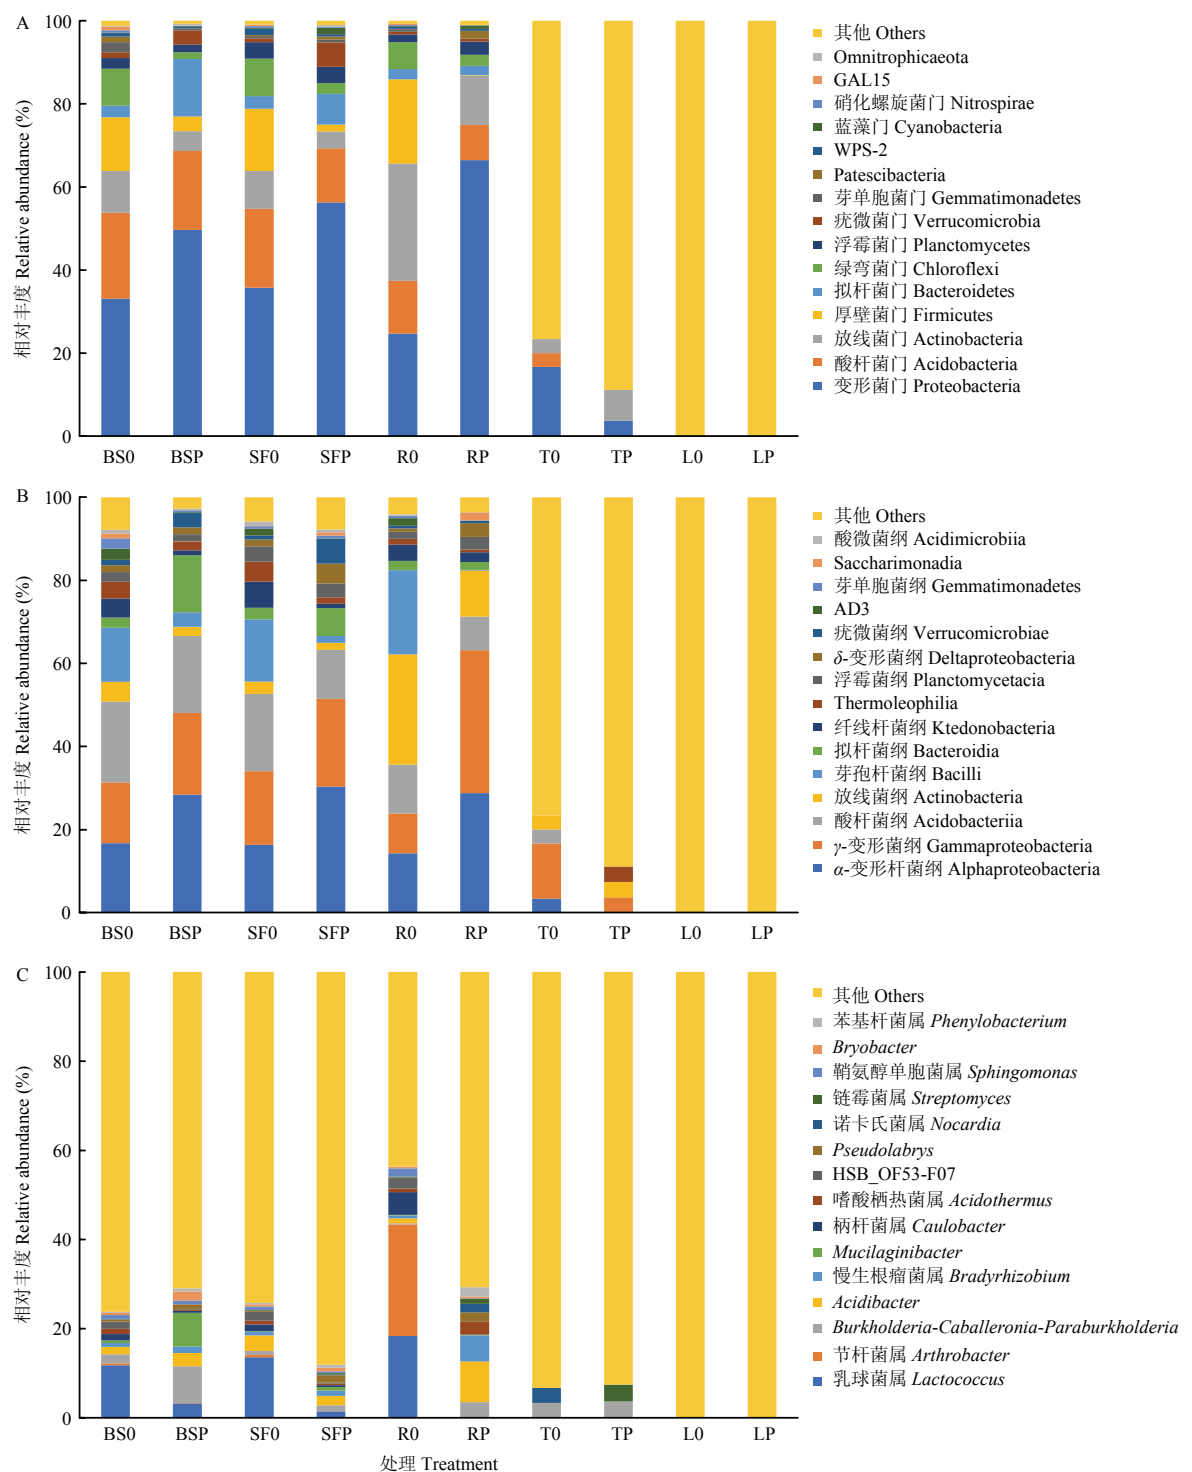 A
100
80
60
40
20
0
相对丰度 Relative abundance (%)
BS0 BSP SF0 SFP R0 RP T0 TP L0 LP
其他 Others
Omnitrophicaeota
GAL15
硝化螺旋菌门 Nitrospirae
蓝藻门 Cyanobacteria
WPS-2
Patescibacteria
芽单胞菌门 Gemmatimonadetes
疣微菌门 Verrucomicrobia
浮霉菌门 Planctomycetes
绿弯菌门 Chloroflexi
拟杆菌门 Bacteroidetes
厚壁菌门 Firmicutes
放线菌门 Actinobacteria
酸杆菌门 Acidobacteria
变形菌门 Proteobacteria
B
100
80
60
40
20
0
相对丰度 Relative abundance (%)
BS0 BSP SF0 SFP R0 RP T0 TP L0 LP
其他 Others
酸微菌纲 Acidimicrobiia
Saccharimonadia
芽单胞菌纲 Gemmatimonadetes
AD3
疣微菌纲 Verrucomicrobiae
δ-变形菌纲 Deltaproteobacteria
浮霉菌纲 Planctomycetacia
Thermoleophilia
纤线杆菌纲 Ktedonobacteria
拟杆菌纲 Bacteroidia
芽孢杆菌纲 Bacilli
放线菌纲 Actinobacteria
酸杆菌纲 Acidobacteriia
γ-变形菌纲 Gammaproteobacteria
α-变形杆菌纲 Alphaproteobacteria
C
100
80
60
40
20
0
相对丰度 Relative abundance (%)
BS0 BSP SF0 SFP R0 RP T0 TP L0 LP
处理 Treatment
其他 Others
苯基杆菌属 Phenylobacterium
Bryobacter
鞘氨醇单胞菌属 Sphingomonas
链霉菌属 Streptomyces
诺卡氏菌属 Nocardia
Pseudolabrys
HSB_OF53-F07
嗜酸栖热菌属 Acidothermus
柄杆菌属 Caulobacter
Mucilaginibacter
慢生根瘤菌属 Bradyrhizobium
Acidibacter
Burkholderia-Caballeronia-Paraburkholderia
节杆菌属 Arthrobacter
乳球菌属 Lactococcus